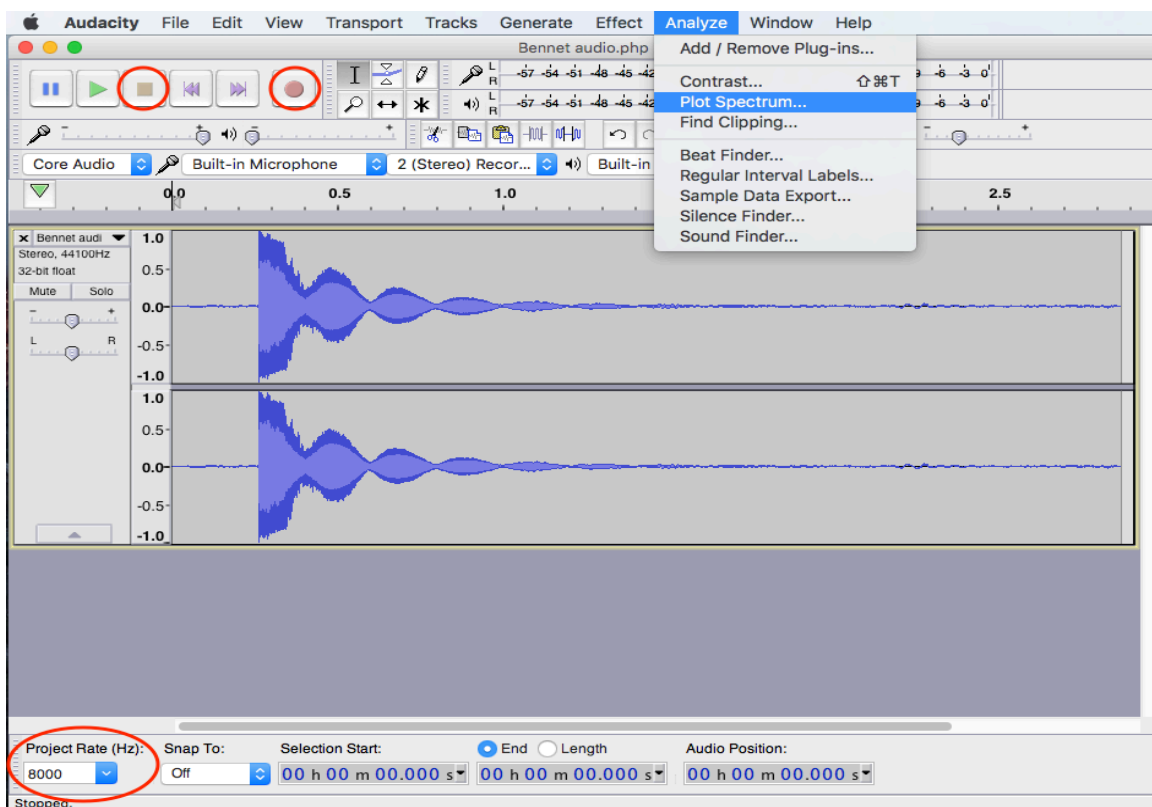 Audacity File Edit View Transport Tracks Generate Effect Analyze Window Help
Bennet audio.php
Add / Remove Plug-ins...
Contrast... ⇧⌘T
Plot Spectrum...
Find Clipping...
Beat Finder...
Regular Interval Labels...
Sample Data Export...
Silence Finder...
Sound Finder...
L R -57 -54 -51 -48 -45 -42 -6 -3 0
L R -57 -54 -51 -48 -45 -42 -6 -3 0
Core Audio Built-in Microphone 2 (Stereo) Recor... Built-in
0.0 0.5 1.0 2.5
Bennet audi 1.0
Stereo, 44100Hz
32-bit float 0.5
Mute Solo
- + 0.0
L R -0.5
-1.0
1.0
0.5
0.0
-0.5
-1.0
Project Rate (Hz): Snap To: Selection Start: End Length Audio Position:
8000 Off 00 h 00 m 00.000 s 00 h 00 m 00.000 s 00 h 00 m 00.000 s
Stopped.